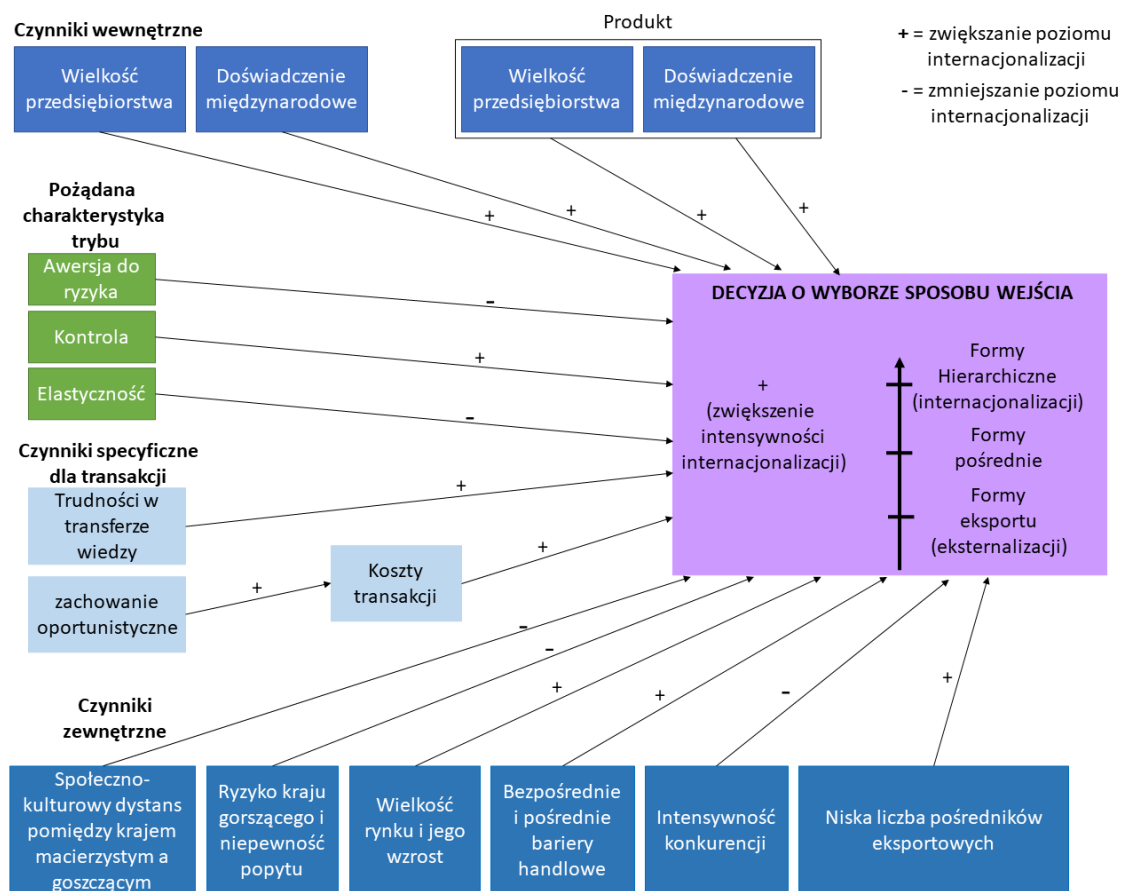 Czynniki wewnętrzne
Wielkość
przedsiębiorstwa
Doświadczenie
międzynarodowe
Produkt
Wielkość
przedsiębiorstwa
Doświadczenie
międzynarodowe
+ = zwiększanie poziomu
internacjonalizacji
- = zmniejszanie poziomu
internacjonalizacji
+
+
+
+
Pożądana
charakterystyka
trybu
Awersja do
ryzyka
-
Kontrola
+
Elastyczność
-
DECYZJA O WYBORZE SPOSOBU WEJŚCIA
+
(zwiększenie
intensywności
internacjonalizacji)
Formy
Hierarchiczne
(internacjonalizacji)
Formy
pośrednie
Formy
eksportu
(eksternalizacji)
Czynniki specyficzne
dla transakcji
Trudności w
transferze
wiedzy
+
zachowanie
oportunistyczne
+
Koszty
transakcji
+
Czynniki
zewnętrzne
-
-
+
+
-
+
Społeczno-
kulturowy dystans
pomiędzy krajem
macierzystym a
goszczącym
Ryzyko kraju
gorszącego i
niepewność
popytu
Wielkość
rynku i jego
wzrost
Bezpośrednie
i pośrednie
bariery
handlowe
Intensywność
konkurencji
Niska liczba pośredników
eksportowych